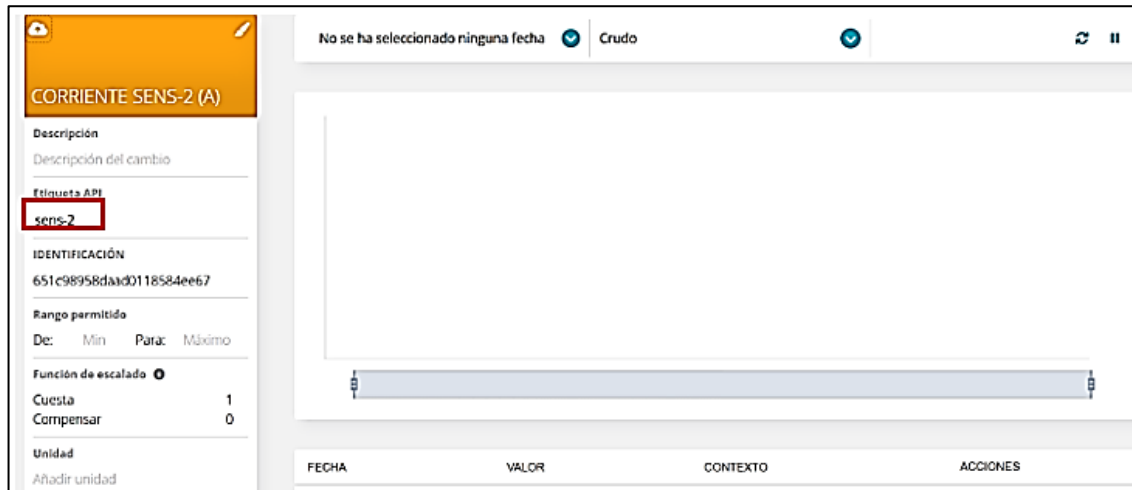 CORRIENTE SENS-2 (A)
Descripción
Descripción del cambio
Etiqueta API
sens-2
IDENTIFICACIÓN
651c98958daad0118584ee67
Rango permitido
De: Min Para: Máximo
Función de escalado
Cuesta 1
Compensar 0
Unidad
Añadir unidad
No se ha seleccionado ninguna fecha Crudo
FECHA VALOR CONTEXTO ACCIONES